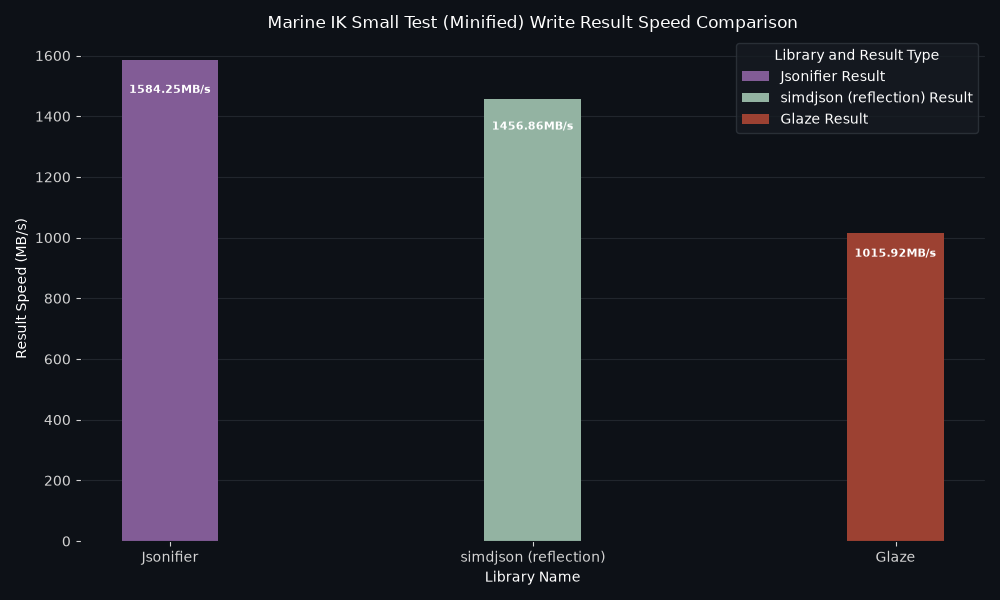 Marine IK Small Test (Minified) Write Result Speed Comparison
Library and Result Type
Jsonifier Result
simdjson (reflection) Result
Glaze Result
Result Speed (MB/s)
1600
1400
1200
1000
800
600
400
200
0
1584.25MB/s
1456.86MB/s
1015.92MB/s
Jsonifier
simdjson (reflection)
Glaze
Library Name